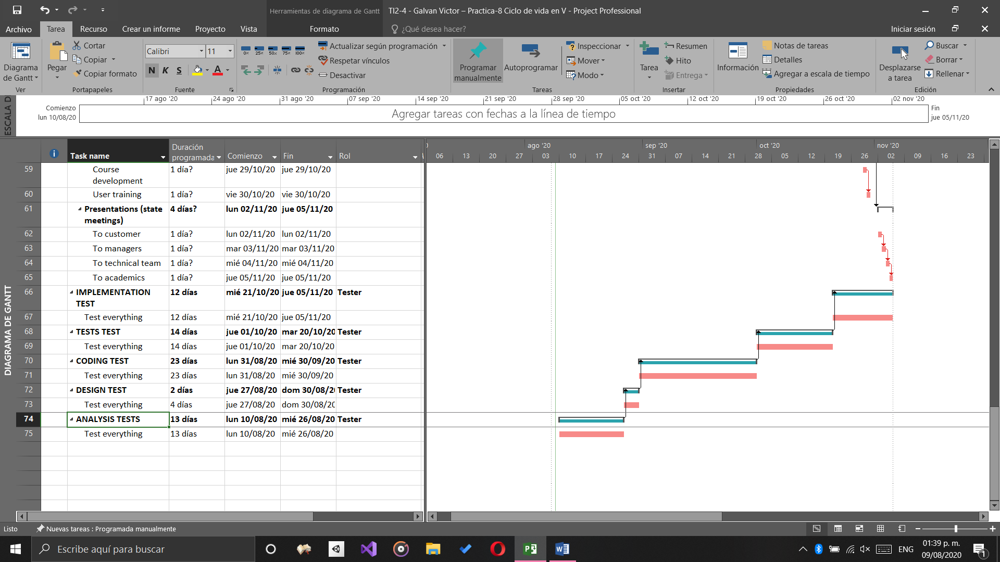 Herramientas de diagrama de Gantt
TI2-4 - Galvan Victor – Practica-8 Ciclo de vida en V - Project Professional
Archivo Tarea Recurso Crear un informe Proyecto Vista Formato ¿Qué desea hacer? Iniciar sesión
Diagrama de Gantt
Ver
Pegar
Cortar
Copiar
Copiar formato
Portapapeles
Calibri 11
N K S A
Fuente
0% 25% 50% 75% 100%
Actualizar según programación
Respetar vínculos
Desactivar
Programación
Programar manualmente
Autoprogramar
Inspeccionar
Mover
Modo
Tareas
Tarea
Resumen
Hito
Entrega
Insertar
Información
Notas de tareas
Detalles
Agregar a escala de tiempo
Propiedades
Desplazarse a tarea
Buscar
Borrar
Rellenar
Edición
ESCALA D
17 ago '20 24 ago '20 31 ago '20 07 sep '20 14 sep '20 21 sep '20 28 sep '20 05 oct '20 12 oct '20 19 oct '20 26 oct '20 02 nov '20
Comienzo
lun 10/08/20
Agregar tareas con fechas a la línea de tiempo
Fin
jue 05/11/20
DIAGRAMA DE GANTT
Task name Duración programada Comienzo Fin Rol
ago '20 sep '20 oct '20 nov '20
06 13 20 27 03 10 17 24 31 07 14 21 28 05 12 19 26 02 09 16 23
59 Course development 1 día? jue 29/10/20 jue 29/10/20
60 User training 1 día? vie 30/10/20 vie 30/10/20
61 Presentations (state meetings) 4 días? lun 02/11/20 jue 05/11/20
62 To customer 1 día? lun 02/11/20 lun 02/11/20
63 To managers 1 día? mar 03/11/20 mar 03/11/20
64 To technical team 1 día? mié 04/11/20 mié 04/11/20
65 To academics 1 día? jue 05/11/20 jue 05/11/20
66 IMPLEMENTATION TEST 12 días mié 21/10/20 jue 05/11/20 Tester
67 Test everything 12 días mié 21/10/20 jue 05/11/20
68 TESTS TEST 14 días jue 01/10/20 mar 20/10/20 Tester
69 Test everything 14 días jue 01/10/20 mar 20/10/20
70 CODING TEST 23 días lun 31/08/20 mié 30/09/20 Tester
71 Test everything 23 días lun 31/08/20 mié 30/09/20
72 DESIGN TEST 2 días jue 27/08/20 dom 30/08/2 Tester
73 Test everything 4 días jue 27/08/20 dom 30/08/20
74 ANALYSIS TESTS 13 días lun 10/08/20 mié 26/08/20 Tester
75 Test everything 13 días lun 10/08/20 mié 26/08/20
Listo Nuevas tareas : Programada manualmente
Escribe aquí para buscar
ENG
01:39 p. m.
09/08/2020
1